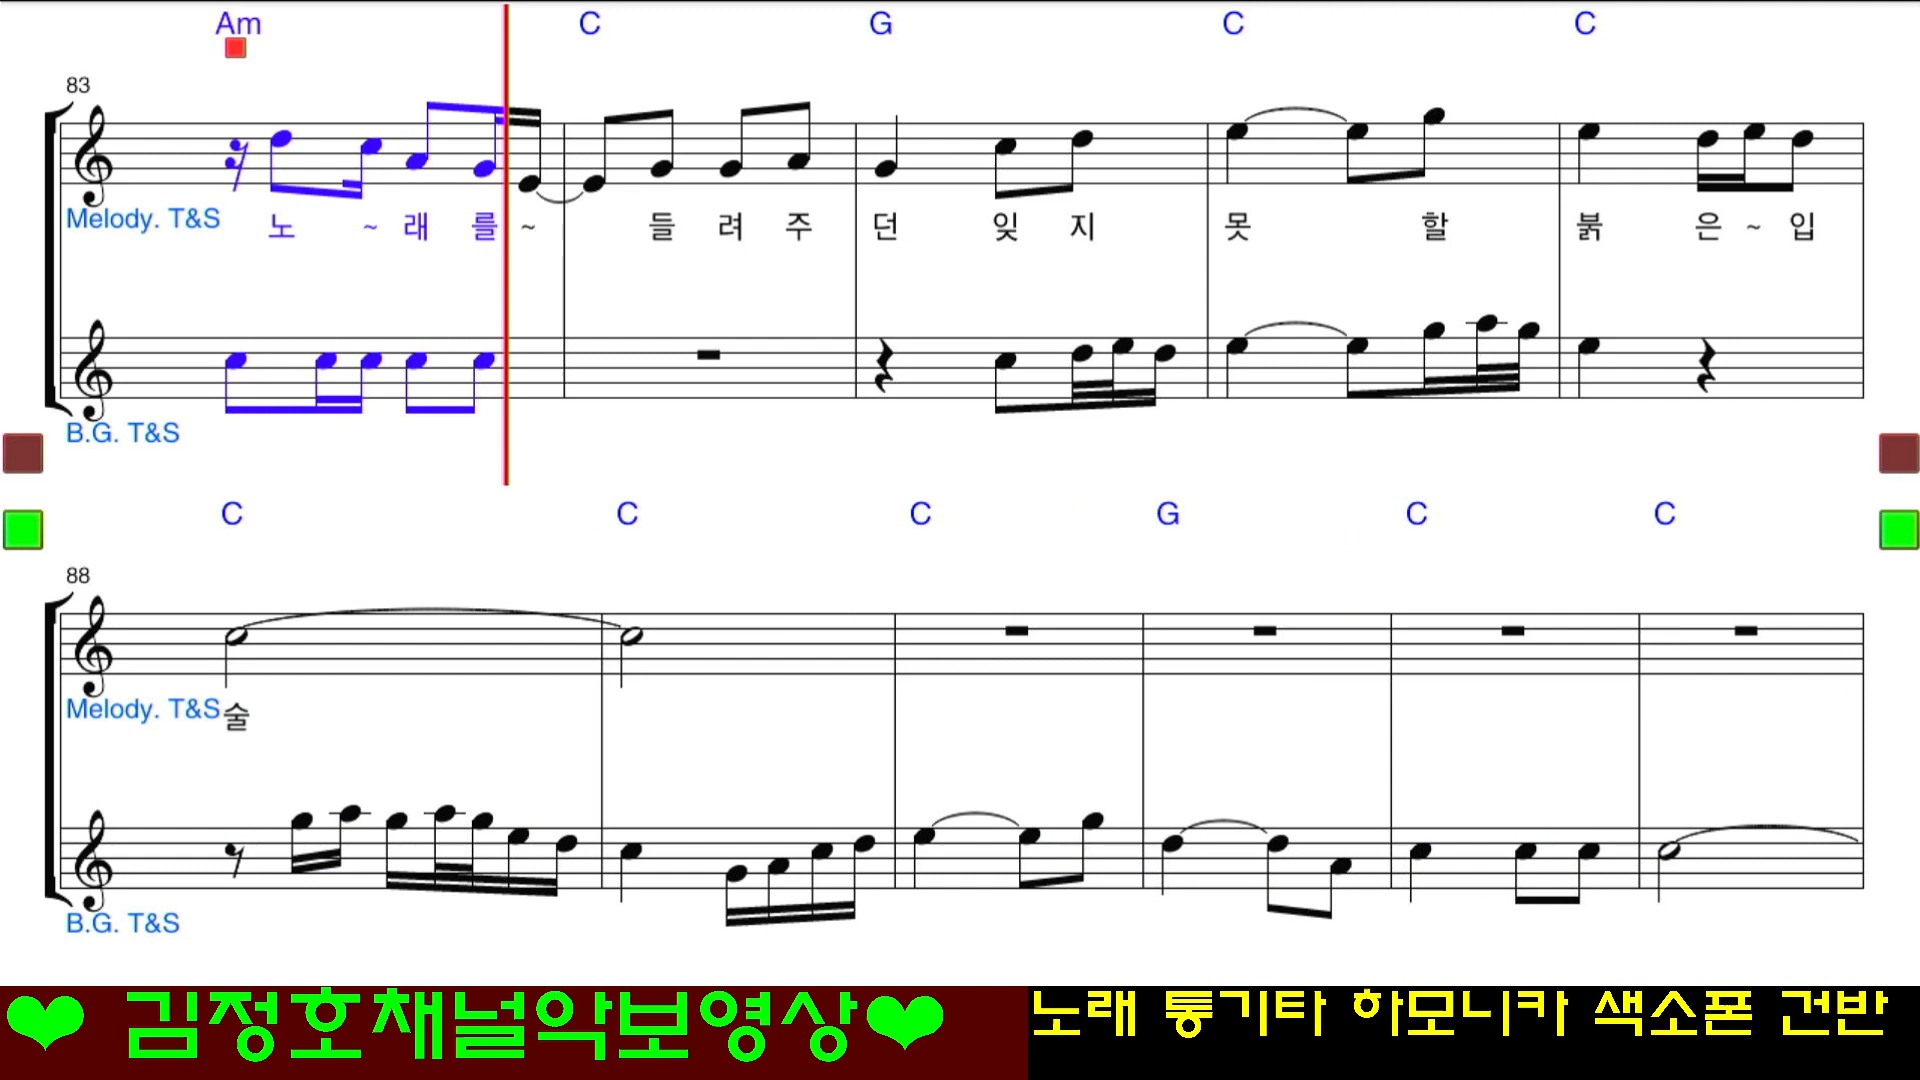 Am C G C C
83
Melody. T&S 노 ~ 래 를 ~ 들 려 주 던 잊 지 못 할 붉 은 ~ 입
B.G. T&S
C C C G C C
88
Melody. T&S 술
B.G. T&S
❤ 김정호채널악보영상❤
노래 통기타 하모니카 색소폰 건반